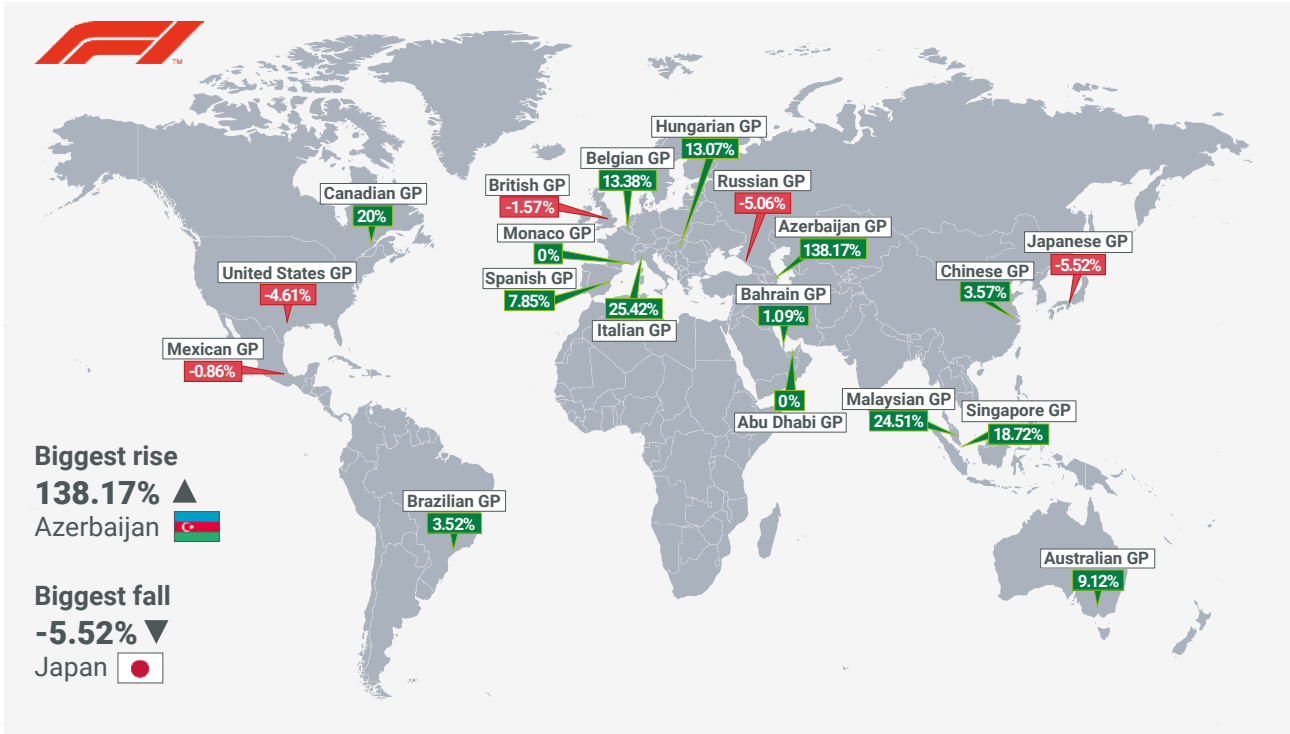 F1
TM
Hungarian GP
13.07%
Belgian GP
13.38%
British GP
-1.57%
Russian GP
-5.06%
Canadian GP
20%
Monaco GP
0%
Azerbaijan GP
138.17%
Japanese GP
-5.52%
United States GP
-4.61%
Spanish GP
7.85%
Chinese GP
3.57%
Bahrain GP
1.09%
25.42%
Italian GP
Mexican GP
-0.86%
0%
Abu Dhabi GP
Malaysian GP
24.51%
Singapore GP
18.72%
Biggest rise
138.17% ▲
Azerbaijan
Brazilian GP
3.52%
Australian GP
9.12%
Biggest fall
-5.52% ▼
Japan